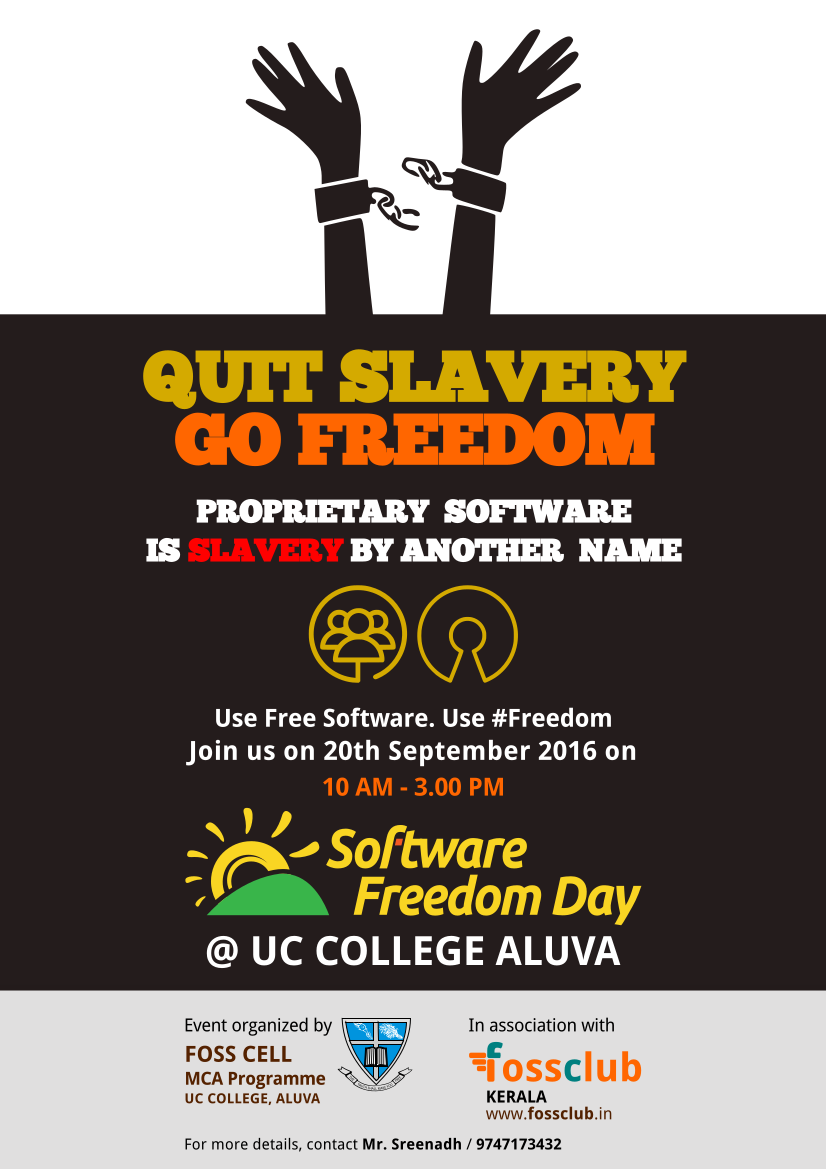 QUIT SLAVERY
GO FREEDOM
PROPRIETARY SOFTWARE
IS SLAVERY BY ANOTHER NAME
Use Free Software. Use #Freedom
Join us on 20th September 2016 on
10 AM - 3.00 PM
Software
Freedom Day
@ UC COLLEGE ALUVA
Event organized by
FOSS CELL
MCA Programme
UC COLLEGE, ALUVA
In association with
fossclub
KERALA
www.fossclub.in
For more details, contact Mr. Sreenadh / 9747173432